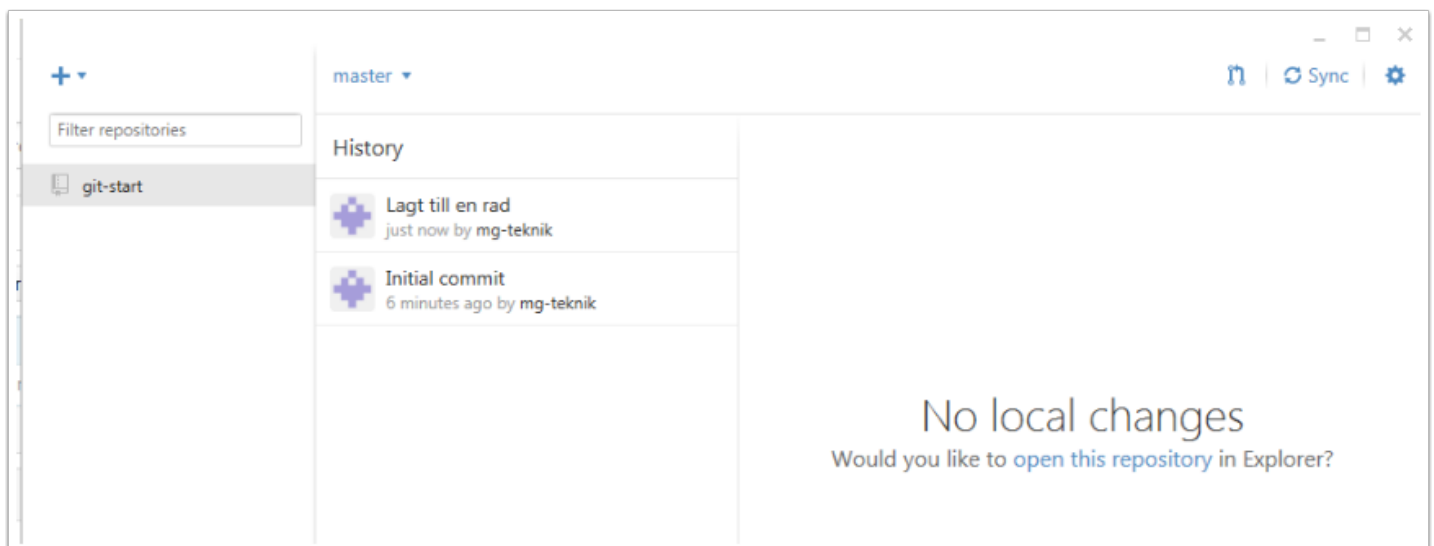 master
Sync
Filter repositories
History
git-start
Lagt till en rad
just now by mg-teknik
Initial commit
6 minutes ago by mg-teknik
No local changes
Would you like to open this repository in Explorer?